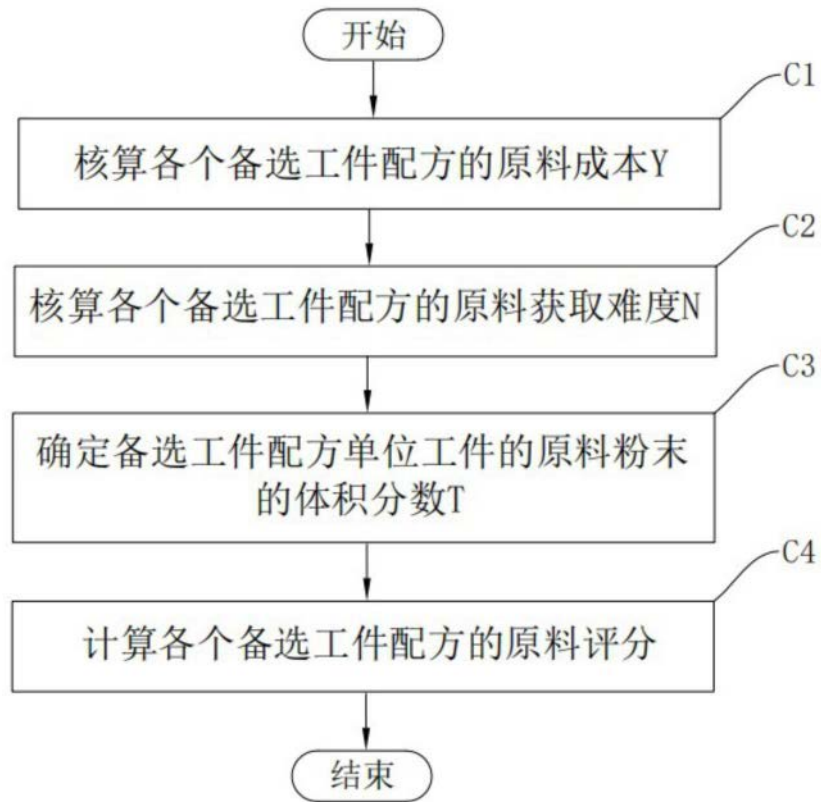 开始
C1
核算各个备选工件配方的原料成本Y
C2
核算各个备选工件配方的原料获取难度N
C3
确定备选工件配方单位工件的原料粉末
的体积分数T
C4
计算各个备选工件配方的原料评分
结束